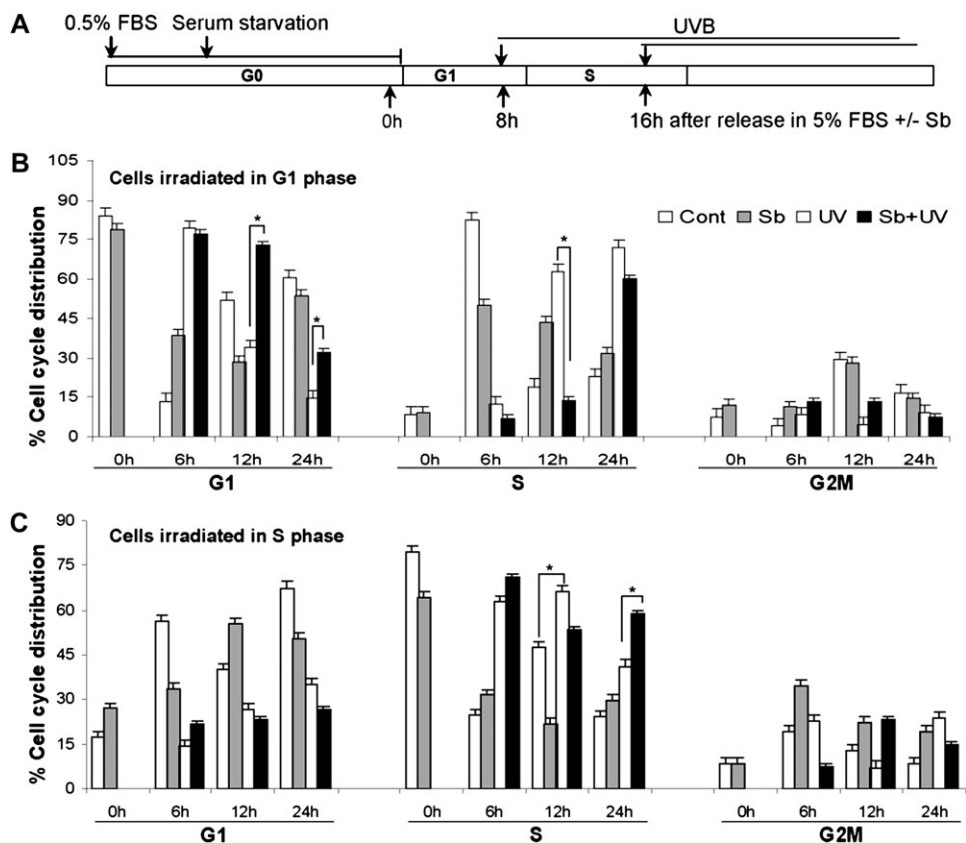 A
0.5% FBS Serum starvation
UVB
G0 G1 S
0h 8h 16h after release in 5% FBS +/- Sb
B
Cells irradiated in G1 phase
Cont Sb UV Sb+UV
% Cell cycle distribution
105
90
75
60
45
30
15
0
* * *
0h 6h 12h 24h 0h 6h 12h 24h 0h 6h 12h 24h
G1 S G2M
C
Cells irradiated in S phase
% Cell cycle distribution
90
75
60
45
30
15
0
* *
0h 6h 12h 24h 0h 6h 12h 24h 0h 6h 12h 24h
G1 S G2M